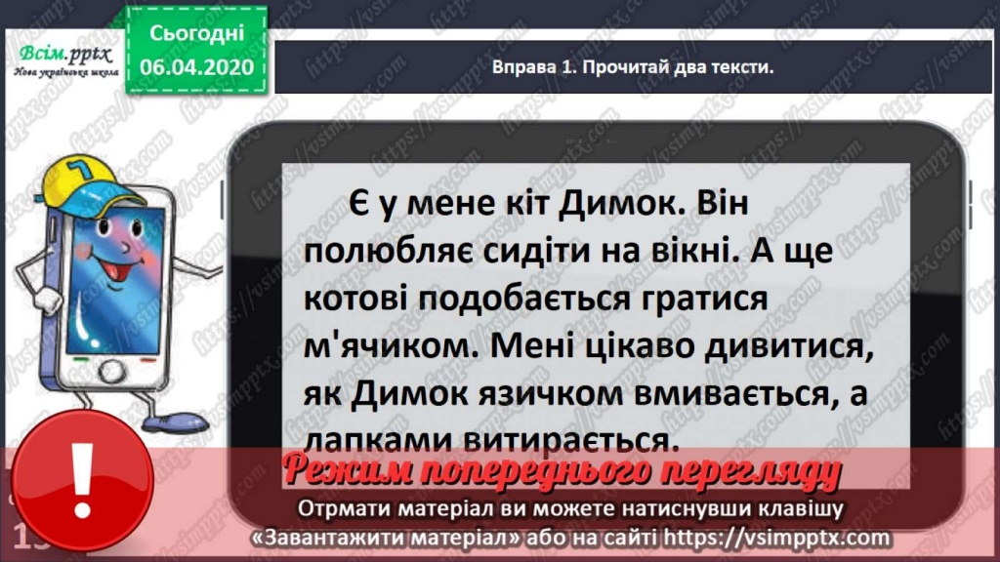 Всім.pptx
Нова українська школа
Сьогодні
06.04.2020
Вправа 1. Прочитай два тексти.
Є у мене кіт Димок. Він
полюбляє сидіти на вікні. А ще
котові подобається гратися
м'ячиком. Мені цікаво дивитися,
як Димок язичком вмивається, а
лапками витирається.
Режим попереднього перегляду
Отрмати матеріал ви можете натиснувши клавішу
«Завантажити матеріал» або на сайті https://vsimpptx.com